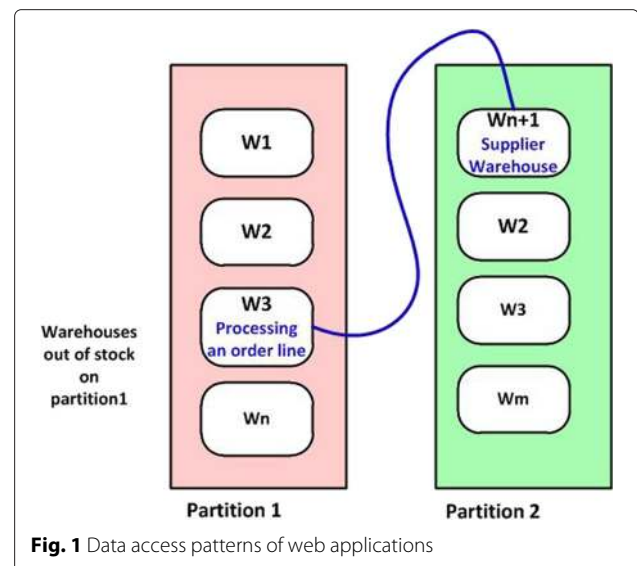 W1
W2
W3
Processing
an order line
Wn
Warehouses
out of stock
on
partition1
Partition 1
Wn+1
Supplier
Warehouse
W2
W3
Wm
Partition 2
Fig. 1 Data access patterns of web applications